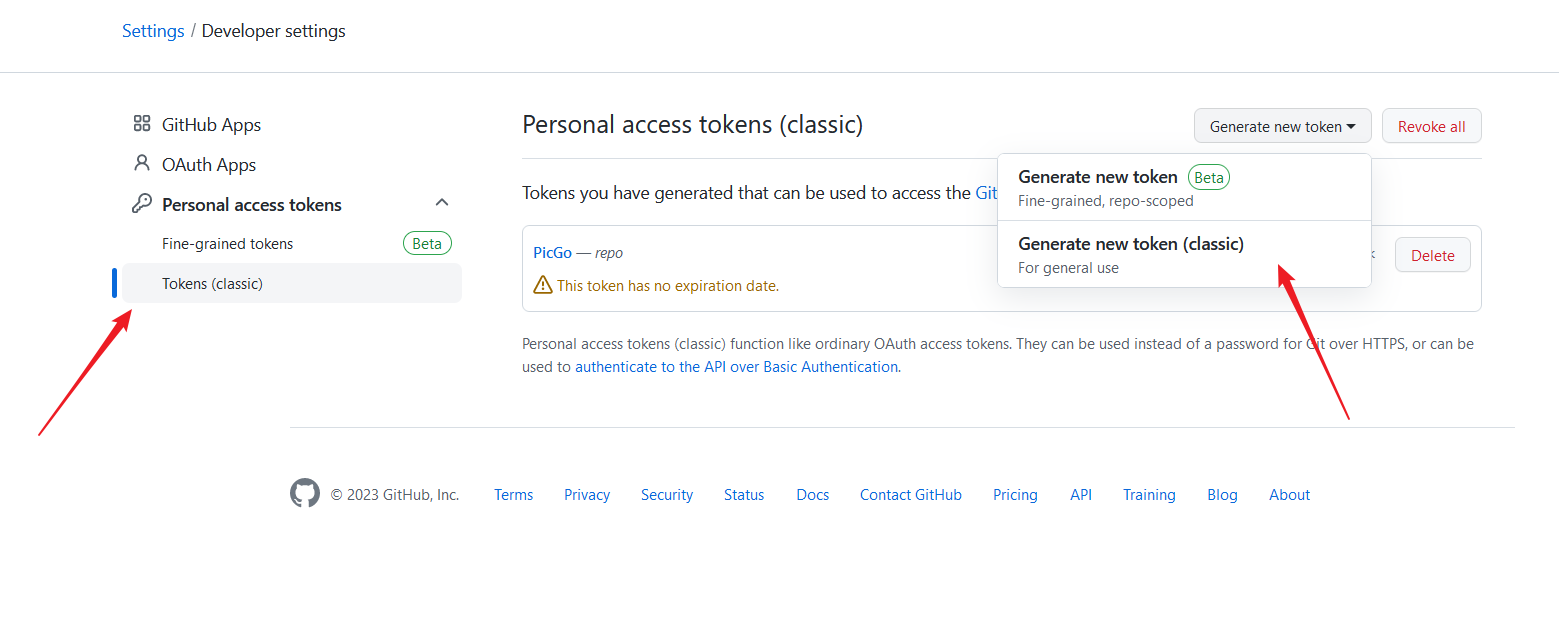 Settings / Developer settings
GitHub Apps
OAuth Apps
Personal access tokens
Fine-grained tokens Beta
Tokens (classic)
Personal access tokens (classic)
Generate new token
Revoke all
Generate new token Beta
Fine-grained, repo-scoped
Generate new token (classic)
For general use
Tokens you have generated that can be used to access the Git
PicGo — repo
This token has no expiration date.
Delete
Personal access tokens (classic) function like ordinary OAuth access tokens. They can be used instead of a password for Git over HTTPS, or can be
used to authenticate to the API over Basic Authentication.
© 2023 GitHub, Inc. Terms Privacy Security Status Docs Contact GitHub Pricing API Training Blog About